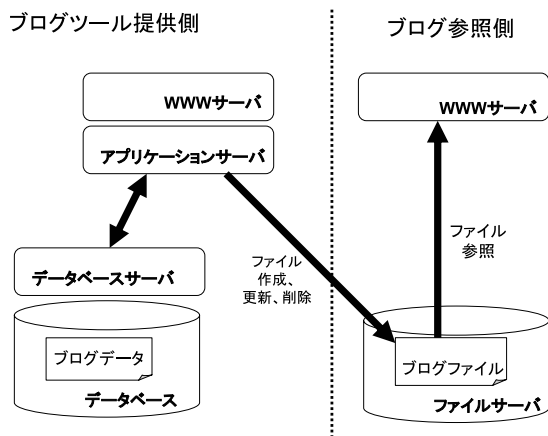 ブログツール提供側
ブログ参照側
WWWサーバ
アプリケーションサーバ
データベースサーバ
ブログデータ
データベース
ファイル
作成、
更新、削除
WWWサーバ
ファイル
参照
ブログファイル
ファイルサーバ